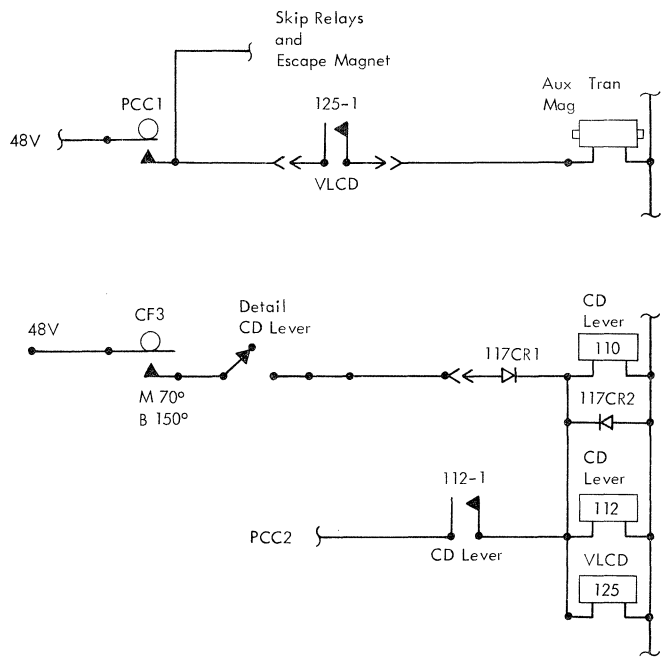 Skip Relays
and
Escape Magnet
Aux Tran
Mag
PCC1
125-1
48V
VLCD
Detail
CD Lever
CD
Lever
48V
CF3
117CR1
110
M 70°
B 150°
117CR2
CD
Lever
112-1
112
PCC2
CD Lever
VLCD
125